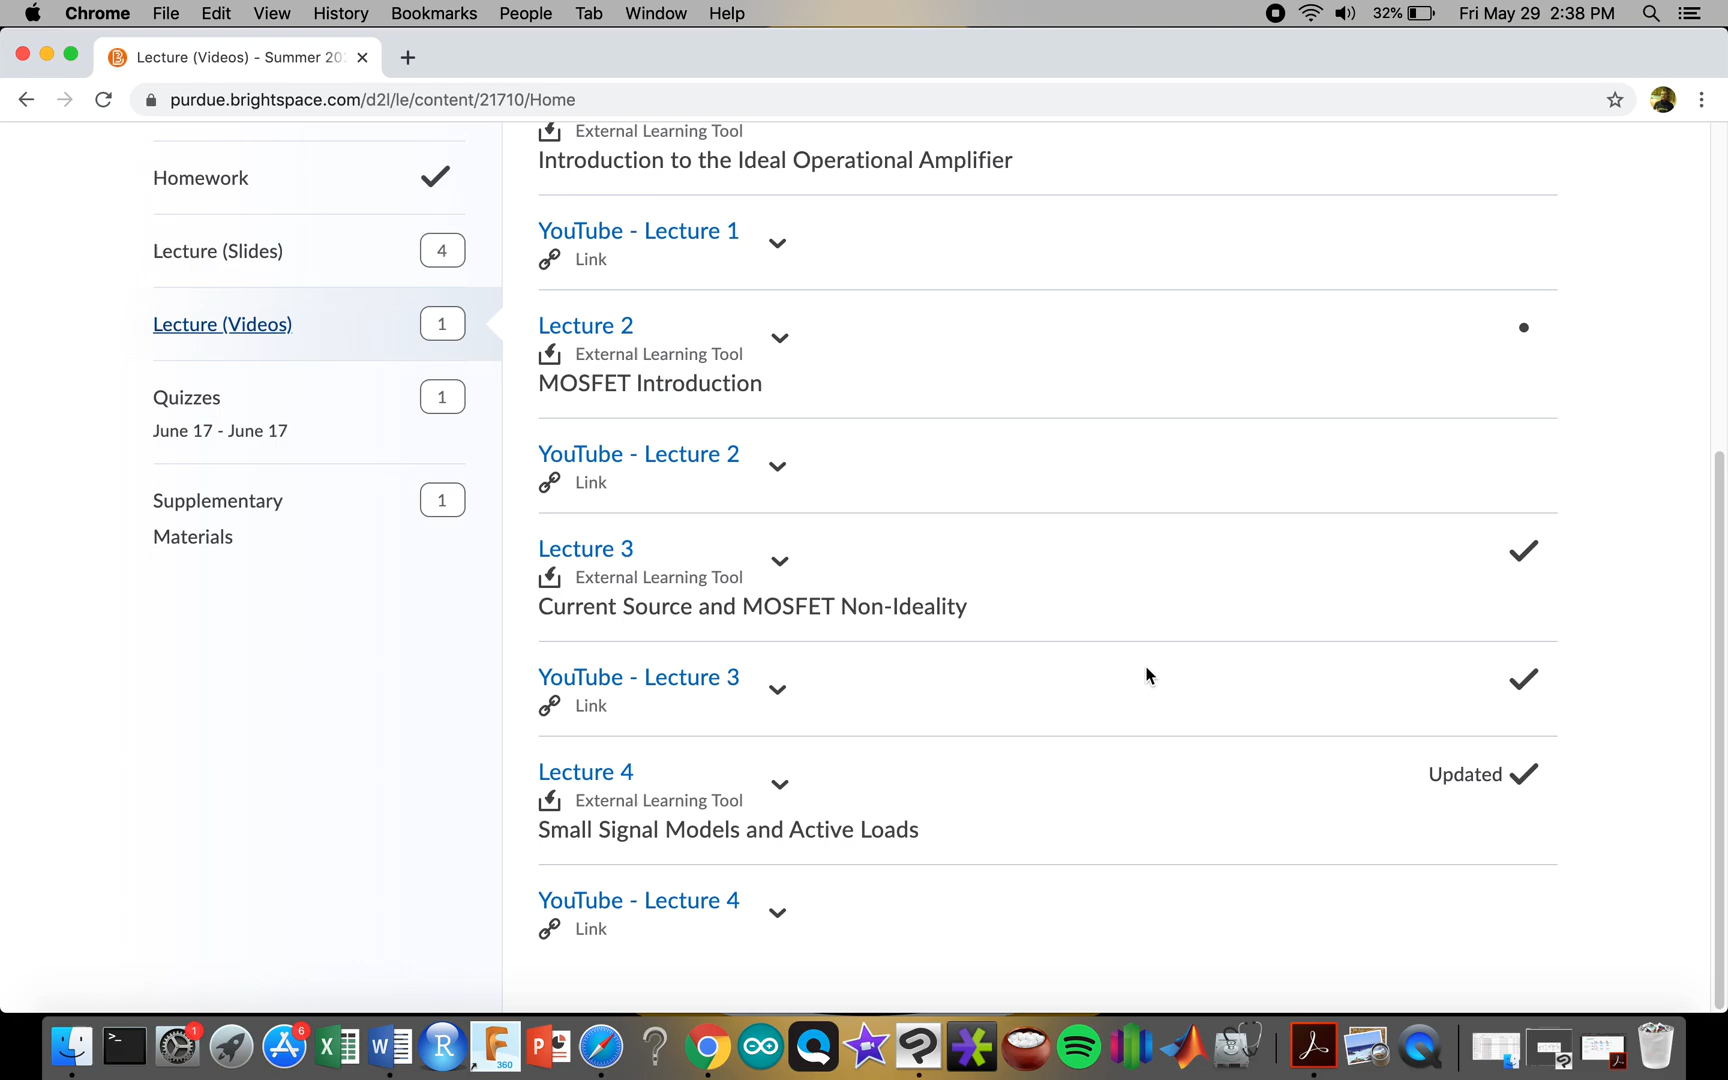 Chrome File Edit View History Bookmarks People Tab Window Help 32% Fri May 29 2:38 PM
Lecture (Videos) - Summer 20
purdue.brightspace.com/d2l/le/content/21710/Home
External Learning Tool
Introduction to the Ideal Operational Amplifier
Homework
YouTube - Lecture 1
Link
Lecture (Slides) 4
Lecture (Videos) 1
Lecture 2
External Learning Tool
MOSFET Introduction
Quizzes 1
June 17 - June 17
YouTube - Lecture 2
Link
Supplementary 1
Materials
Lecture 3
External Learning Tool
Current Source and MOSFET Non-Ideality
YouTube - Lecture 3
Link
Lecture 4 Updated
External Learning Tool
Small Signal Models and Active Loads
YouTube - Lecture 4
Link
1 6 X W R F 360 P ?